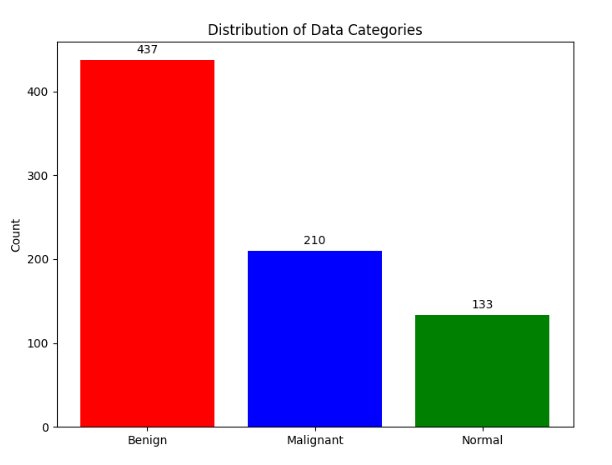 Distribution of Data Categories
437
400
300
210
200
133
100
0
Count
Benign
Malignant
Normal